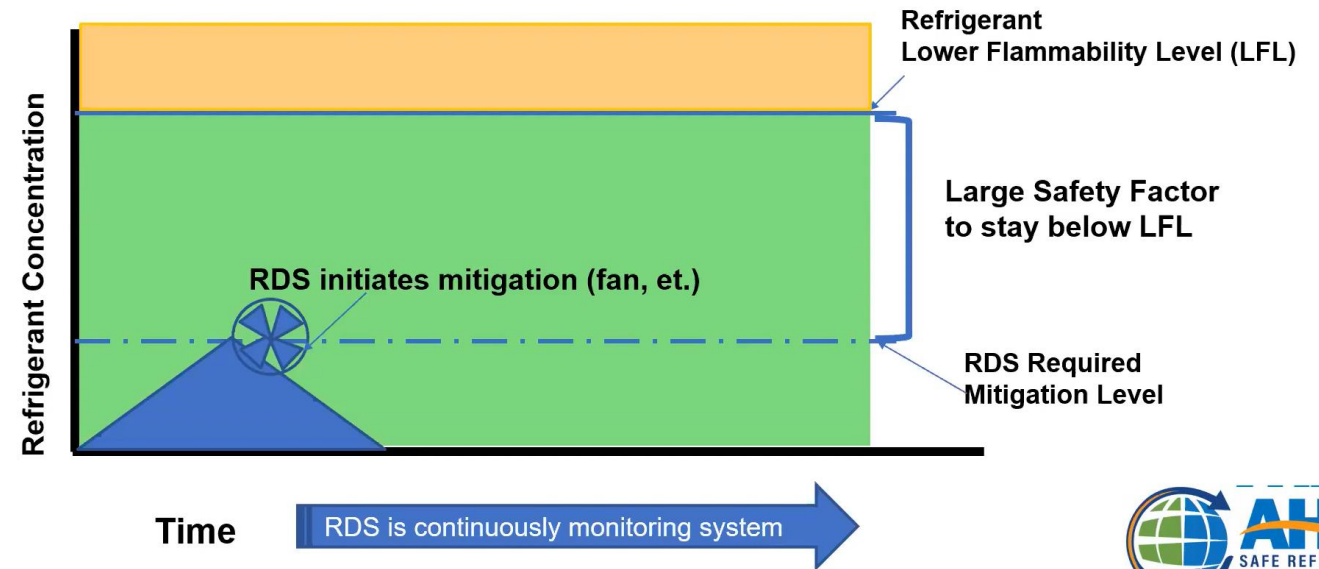 Refrigerant
Lower Flammability Level (LFL)
Refrigerant Concentration
Large Safety Factor
to stay below LFL
RDS initiates mitigation (fan, et.)
RDS Required
Mitigation Level
Time
RDS is continuously monitoring system
SAFE